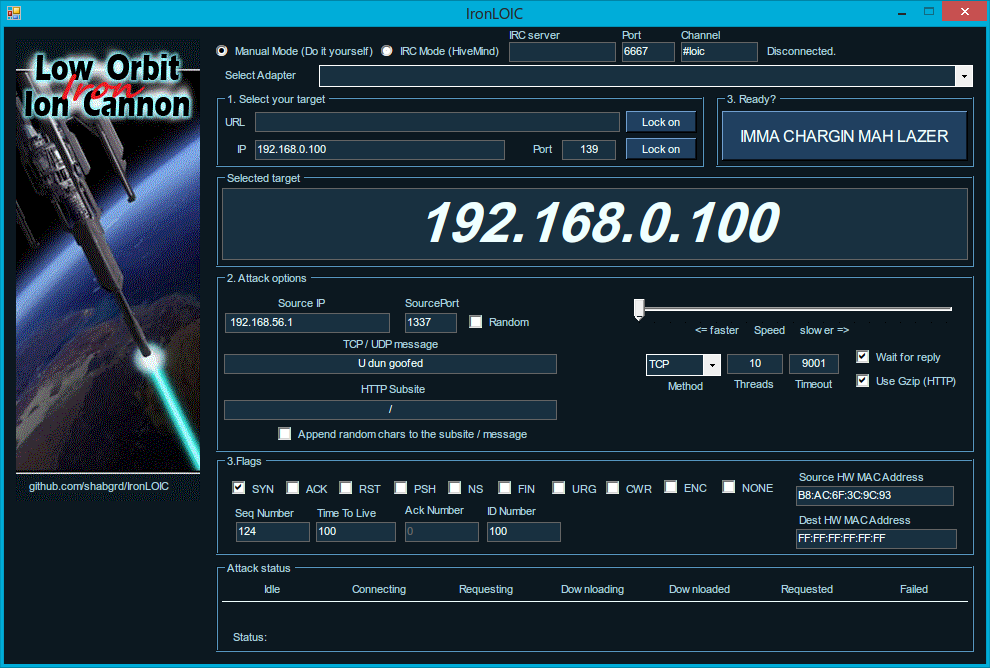 IronLOIC
Low Orbit
Iron
Ion Cannon
github.com/shabgrd/IronLOIC
IRC server Port Channel
Manual Mode (Do it yourself) IRC Mode (HiveMind) 6667 #loic Disconnected.
Select Adapter
1. Select your target
URL Lock on
IP 192.168.0.100 Port 139 Lock on
3. Ready?
IMMA CHARGIN MAH LAZER
Selected target
192.168.0.100
2. Attack options
Source IP SourcePort
192.168.56.1 1337 Random
TCP / UDP message
U dun goofed
HTTP Subsite
/
Append random chars to the subsite / message
<= faster Speed slower =>
TCP 10 9001 Wait for reply
Method Threads Timeout Use Gzip (HTTP)
3.Flags
SYN ACK RST PSH NS FIN URG CWR ENC NONE
Seq Number Time To Live Ack Number ID Number
124 100 0 100
Source HW MAC Address
B8:AC:6F:3C:9C:93
Dest HW MAC Address
FF:FF:FF:FF:FF:FF
Attack status
Idle Connecting Requesting Downloading Downloaded Requested Failed
Status: